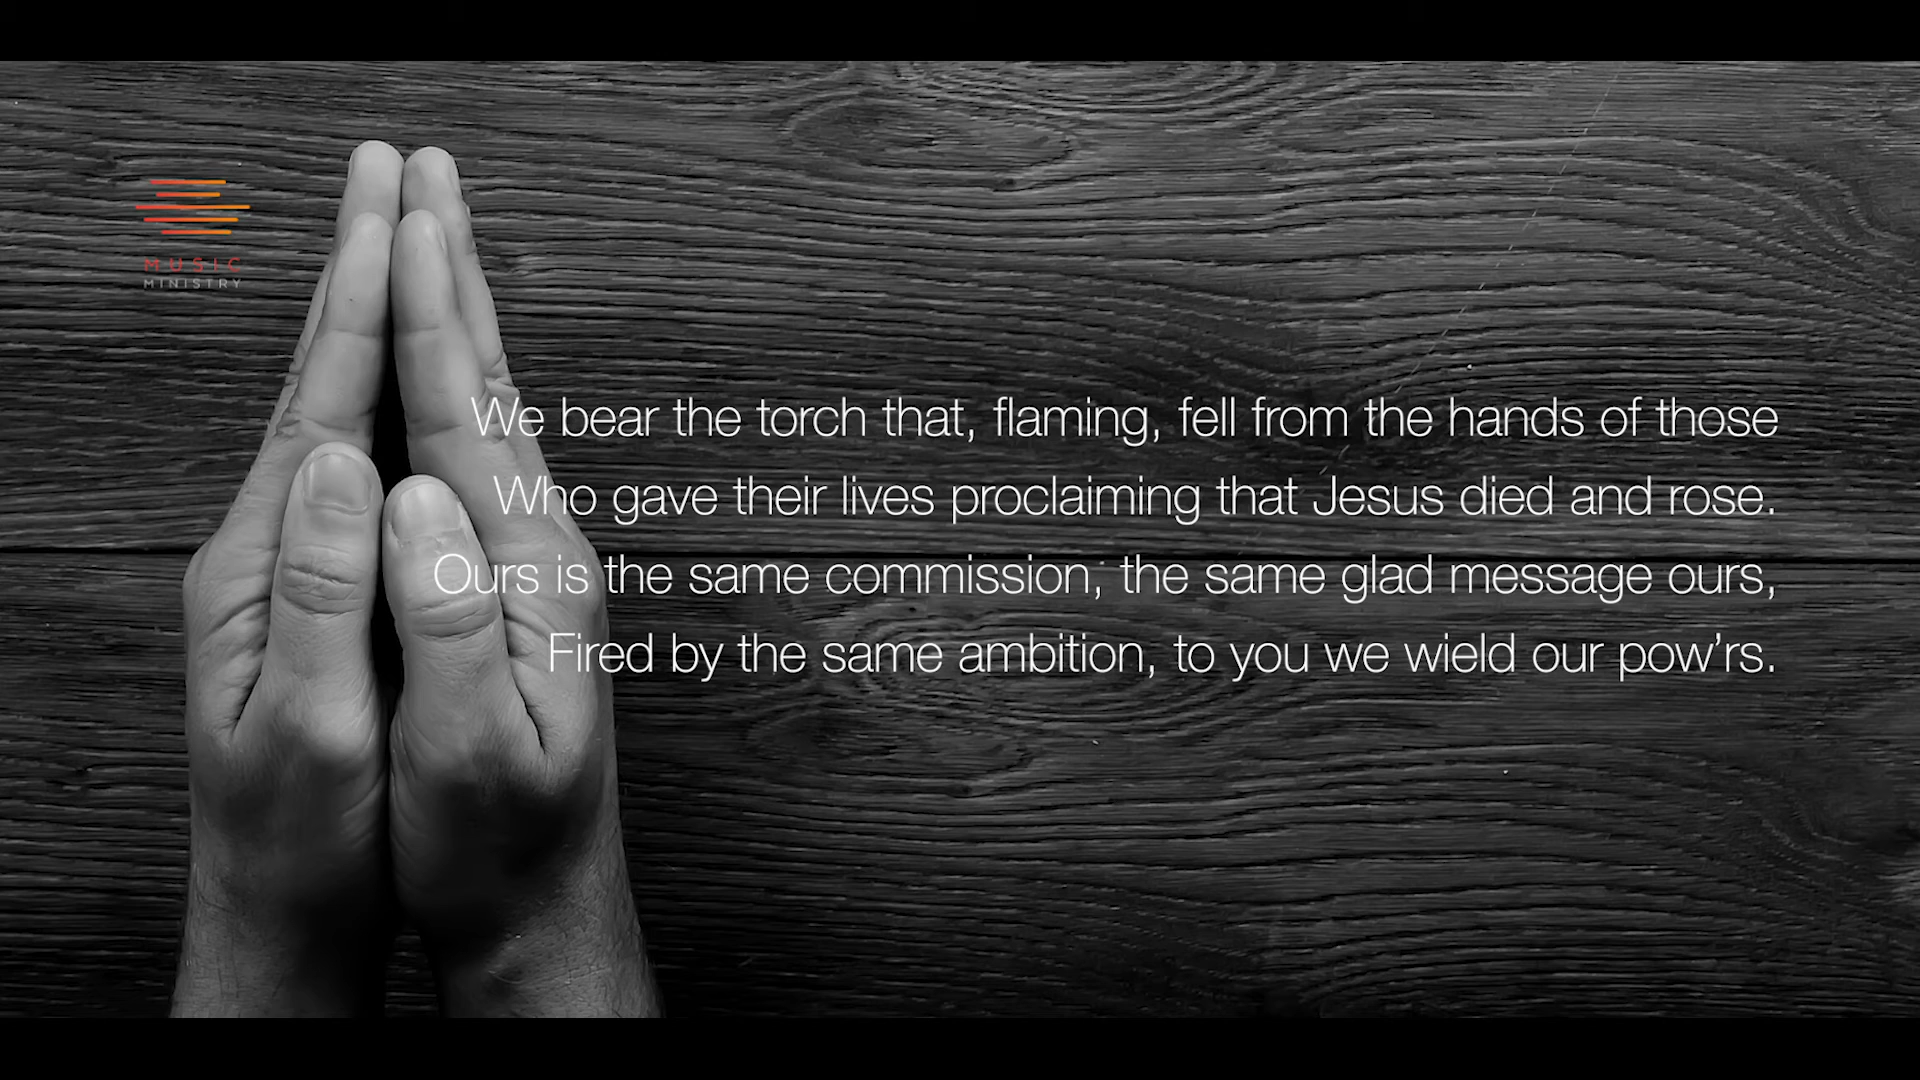 MUSIC
MINISTRY
We bear the torch that, flaming, fell from the hands of those
Who gave their lives proclaiming that Jesus died and rose.
Ours is the same commission, the same glad message ours,
Fired by the same ambition, to you we wield our pow’rs.